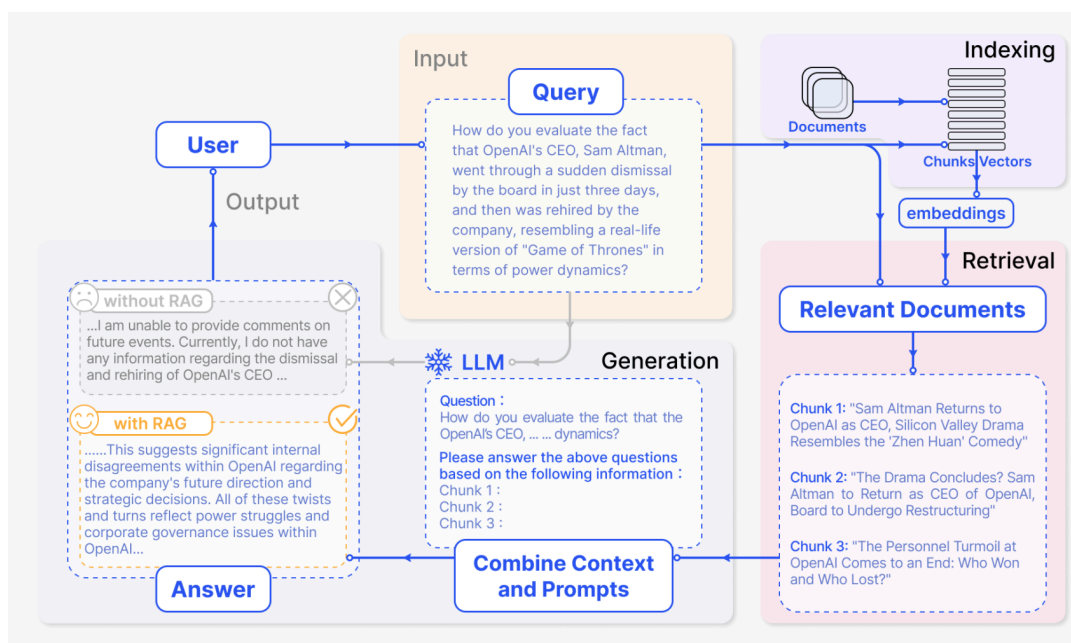 Input
Query
How do you evaluate the fact
that OpenAI's CEO, Sam Altman,
went through a sudden dismissal
by the board in just three days,
and then was rehired by the
company, resembling a real-life
version of "Game of Thrones" in
terms of power dynamics?
Indexing
Documents
Chunks Vectors
embeddings
User
Output
Retrieval
Relevant Documents
Chunk 1: "Sam Altman Returns to
OpenAI as CEO, Silicon Valley Drama
Resembles the 'Zhen Huan' Comedy"
Chunk 2: "The Drama Concludes? Sam
Altman to Return as CEO of OpenAI,
Board to Undergo Restructuring"
Chunk 3: "The Personnel Turmoil at
OpenAI Comes to an End: Who Won
and Who Lost?"
Generation
LLM
Question :
How do you evaluate the fact that the
OpenAI's CEO, ... ... dynamics?
Please answer the above questions
based on the following information :
Chunk 1 :
Chunk 2 :
Chunk 3 :
Combine Context
and Prompts
without RAG
...I am unable to provide comments on
future events. Currently, I do not have
any information regarding the dismissal
and rehiring of OpenAI's CEO ...
with RAG
......This suggests significant internal
disagreements within OpenAI regarding
the company's future direction and
strategic decisions. All of these twists
and turns reflect power struggles and
corporate governance issues within
OpenAI...
Answer